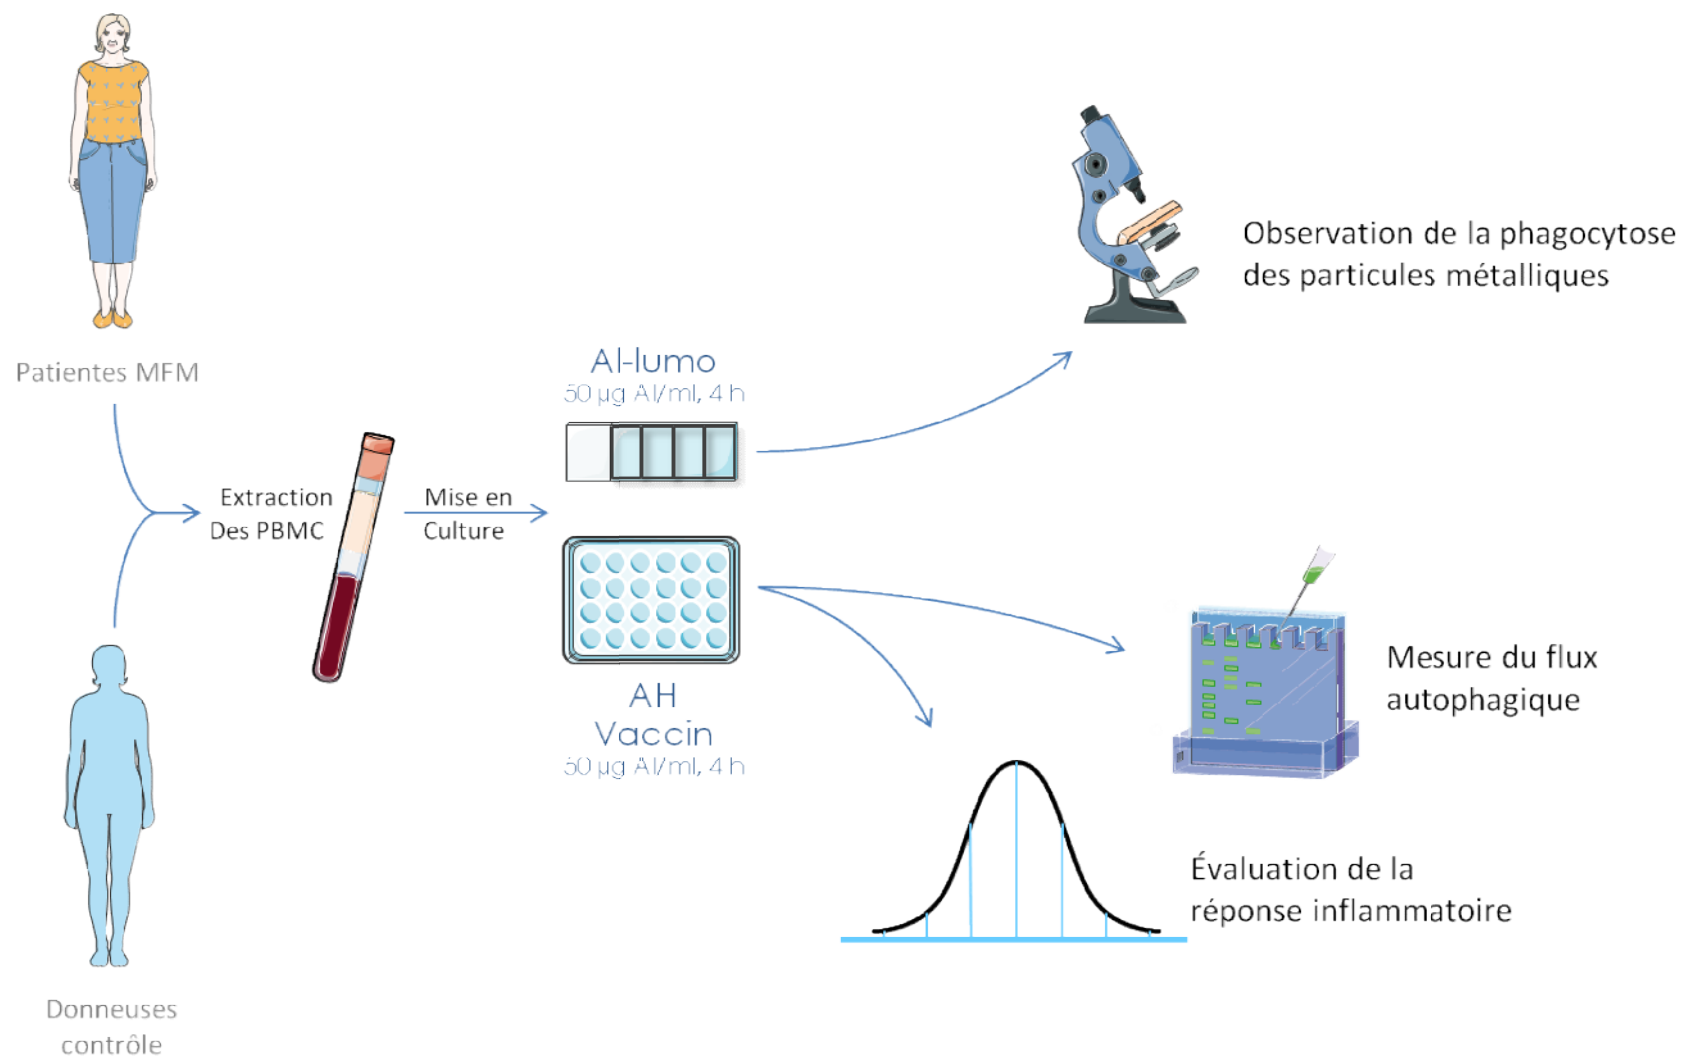 Patientes MFM
Donneuses
contrôle
Extraction
Des PBMC
Mise en
Culture
Al-lumo
50 µg Al/ml, 4 h
AH
Vaccin
50 µg Al/ml, 4 h
Observation de la phagocytose
des particules métalliques
Mesure du flux
autophagique
Évaluation de la
réponse inflammatoire